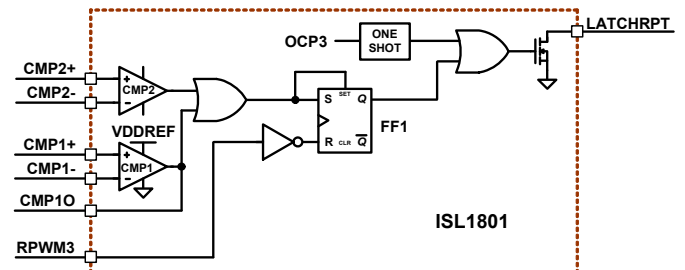 LATCHRPT
OCP3
ONE
SHOT
CMP2+
CMP2-
+
-
CMP2
S
SET
Q
FF1
R
CLR
Q
VDDREF
CMP1+
CMP1-
+
-
CMP1
CMP1O
RPWM3
ISL1801